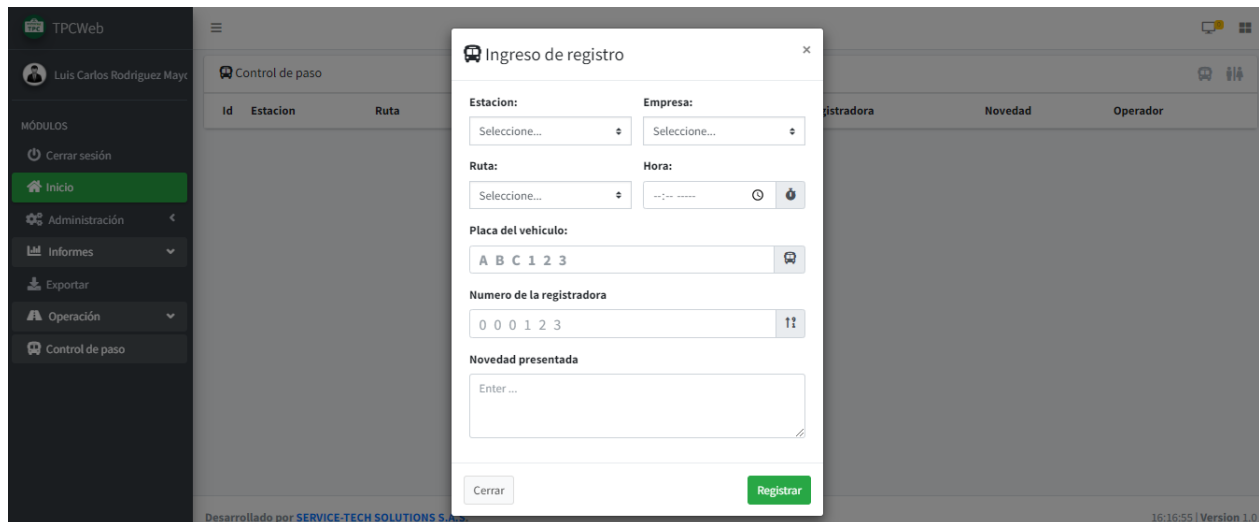 TPCWeb
Luis Carlos Rodriguez Mayo
MÓDULOS
Cerrar sesión
Inicio
Administración
Informes
Exportar
Operación
Control de paso
Control de paso
Id Estacion Ruta gistradora Novedad Operador
Ingreso de registro ×
Estacion: Empresa:
Seleccione... Seleccione...
Ruta: Hora:
Seleccione... --:-- -----
Placa del vehiculo:
A B C 1 2 3
Numero de la registradora
0 0 0 1 2 3
Novedad presentada
Enter ...
Cerrar Registrar
Desarrollado por SERVICE-TECH SOLUTIONS S.A.S. 16:16:55 | Version 1.0